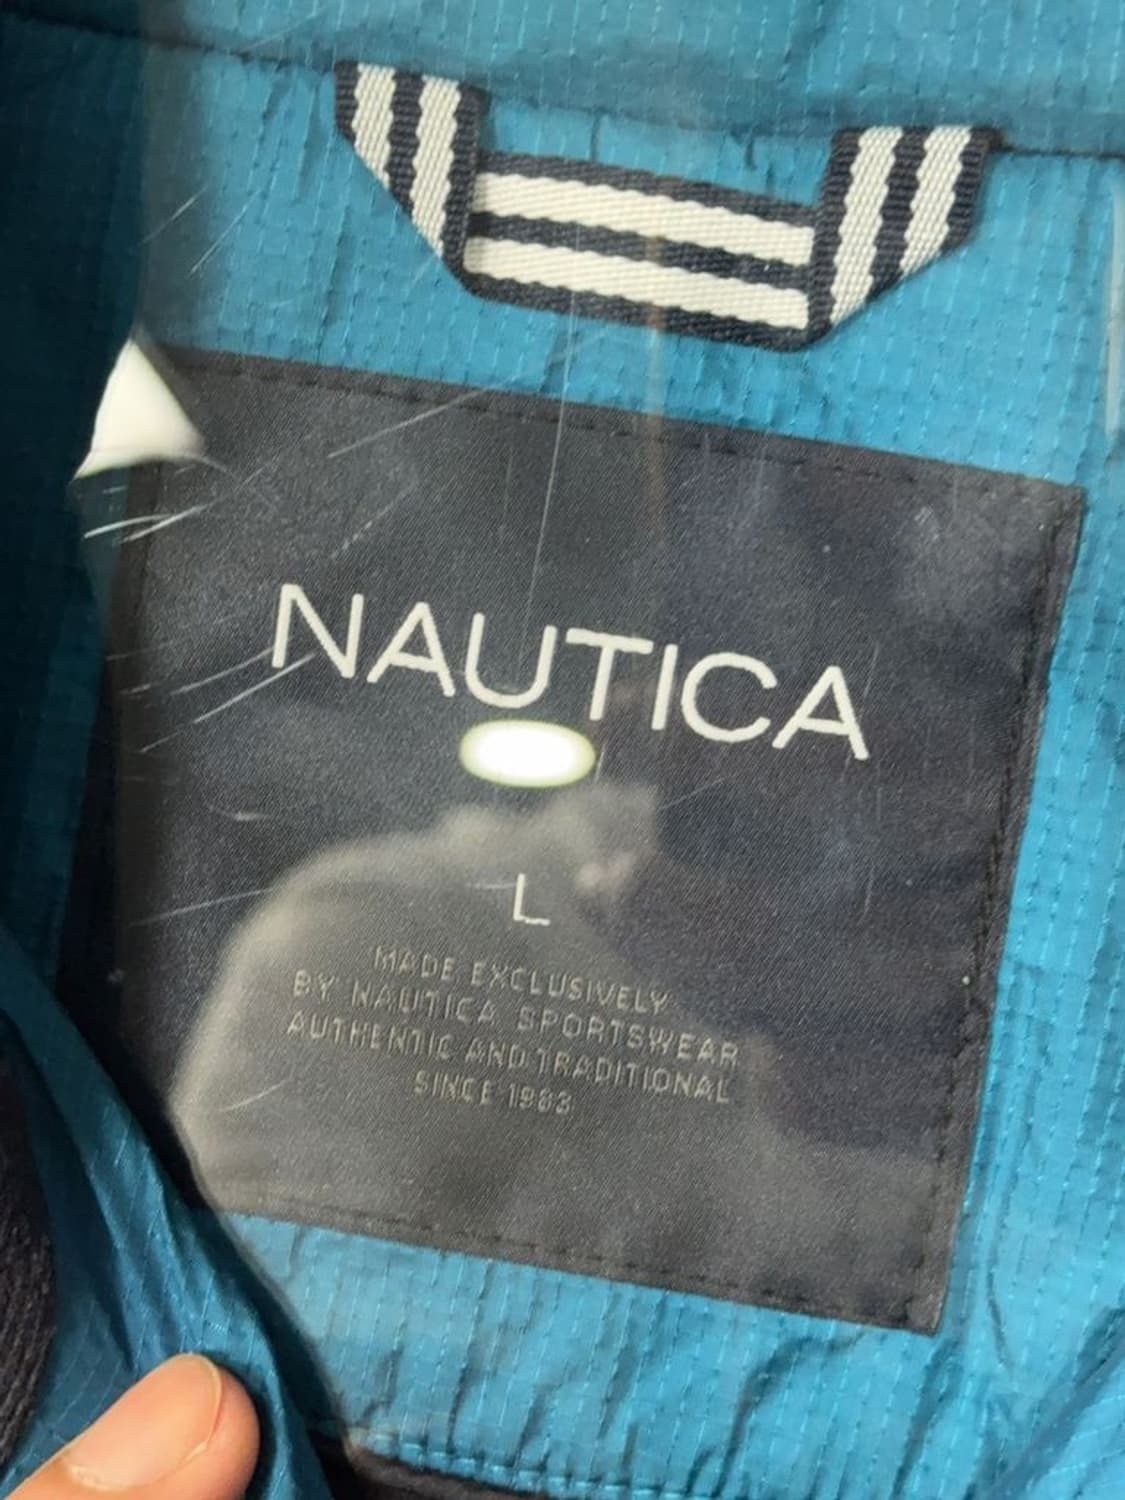 NAUTICA
L
MADE EXCLUSIVELY
BY NAUTICA SPORTSWEAR
AUTHENTIC AND TRADITIONAL
SINCE 1983